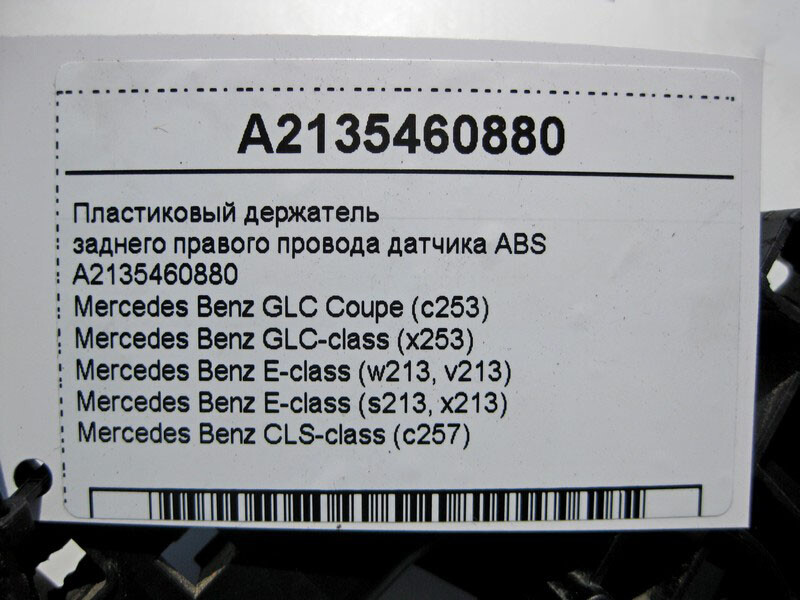 A2135460880
Пластиковый держатель
заднего правого провода датчика ABS
A2135460880
Mercedes Benz GLC Coupe (c253)
Mercedes Benz GLC-class (x253)
Mercedes Benz E-class (w213, v213)
Mercedes Benz E-class (s213, x213)
Mercedes Benz CLS-class (c257)